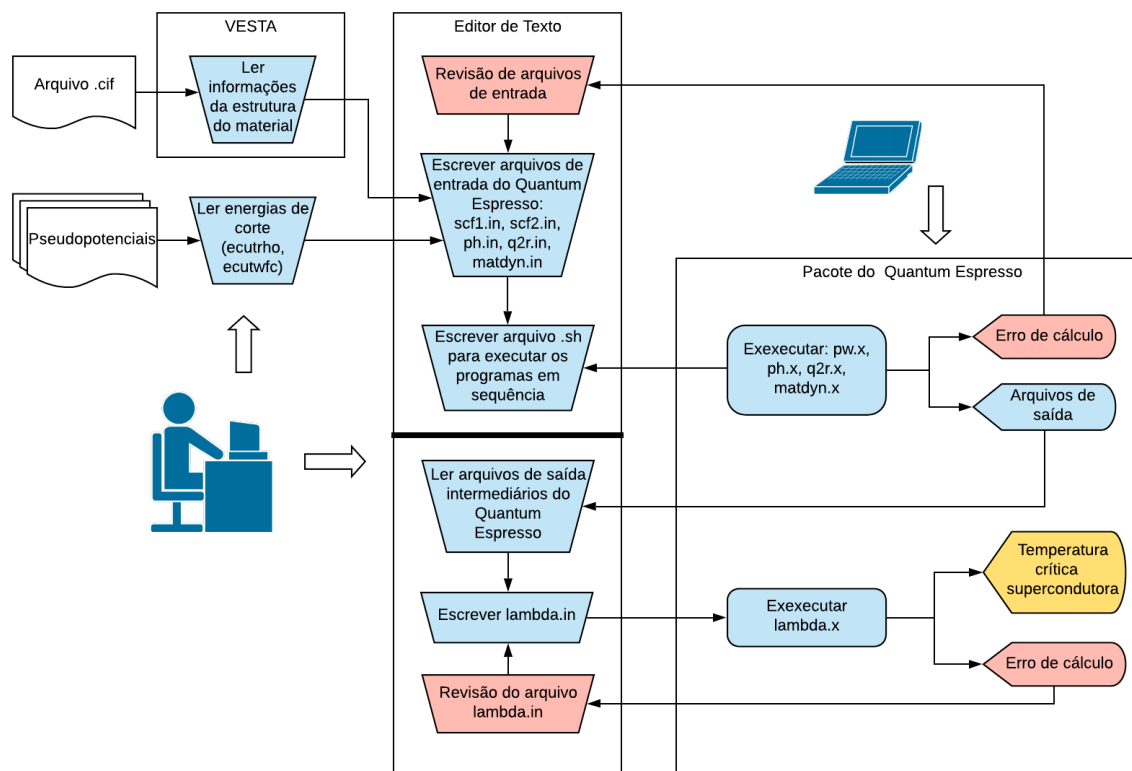 VESTA
Editor de Texto
Arquivo .cif
Ler
informações
da estrutura
do material
Revisão de arquivos
de entrada
Pseudopotenciais
Ler energias de
corte
(ecutrho,
ecutwfc)
Escrever arquivos de
entrada do Quantum
Espresso:
scf1.in, scf2.in,
ph.in, q2r.in,
matdyn.in
Pacote do Quantum Espresso
Escrever arquivo .sh
para executar os
programas em
sequência
Exexecutar: pw.x,
ph.x, q2r.x,
matdyn.x
Erro de cálculo
Arquivos de
saída
Ler arquivos de saída
intermediários do
Quantum
Espresso
Escrever lambda.in
Exexecutar
lambda.x
Temperatura
crítica
supercondutora
Erro de cálculo
Revisão do arquivo
lambda.in